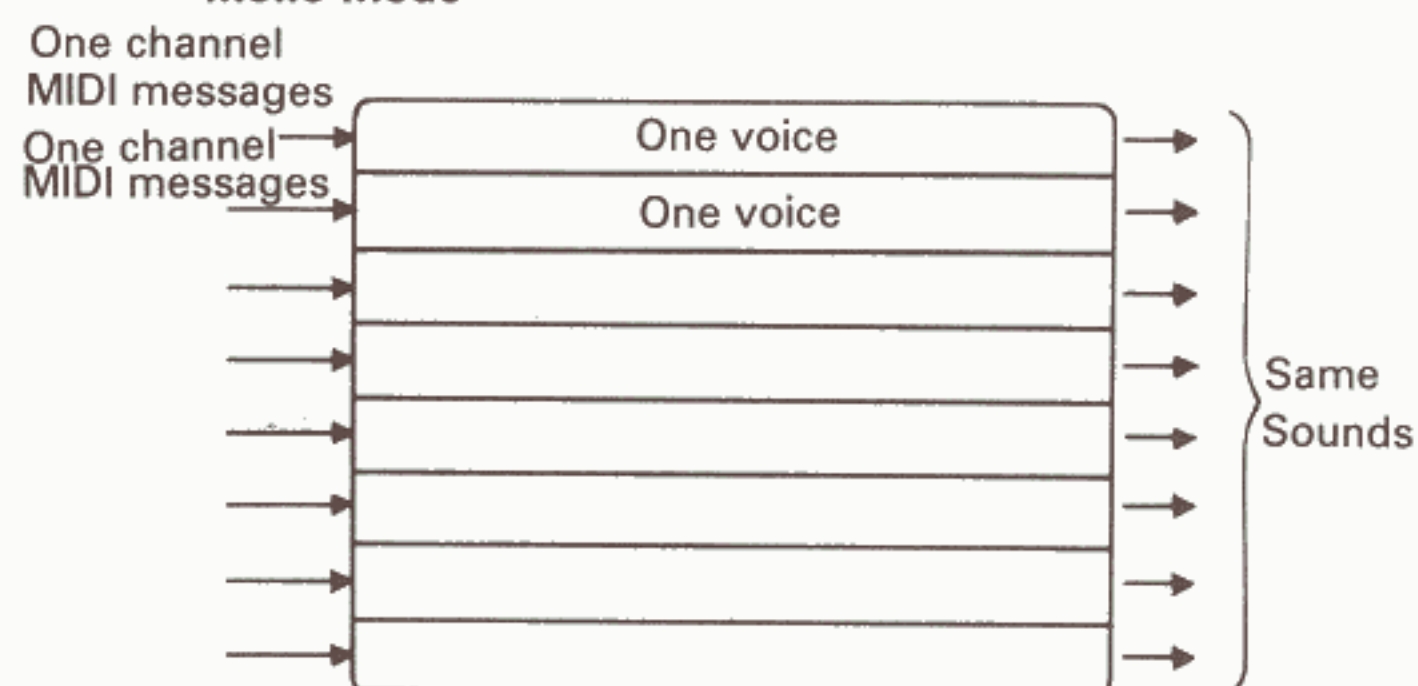 One channel
MIDI messages
One channel
MIDI messages
One voice
One voice
Same
Sounds